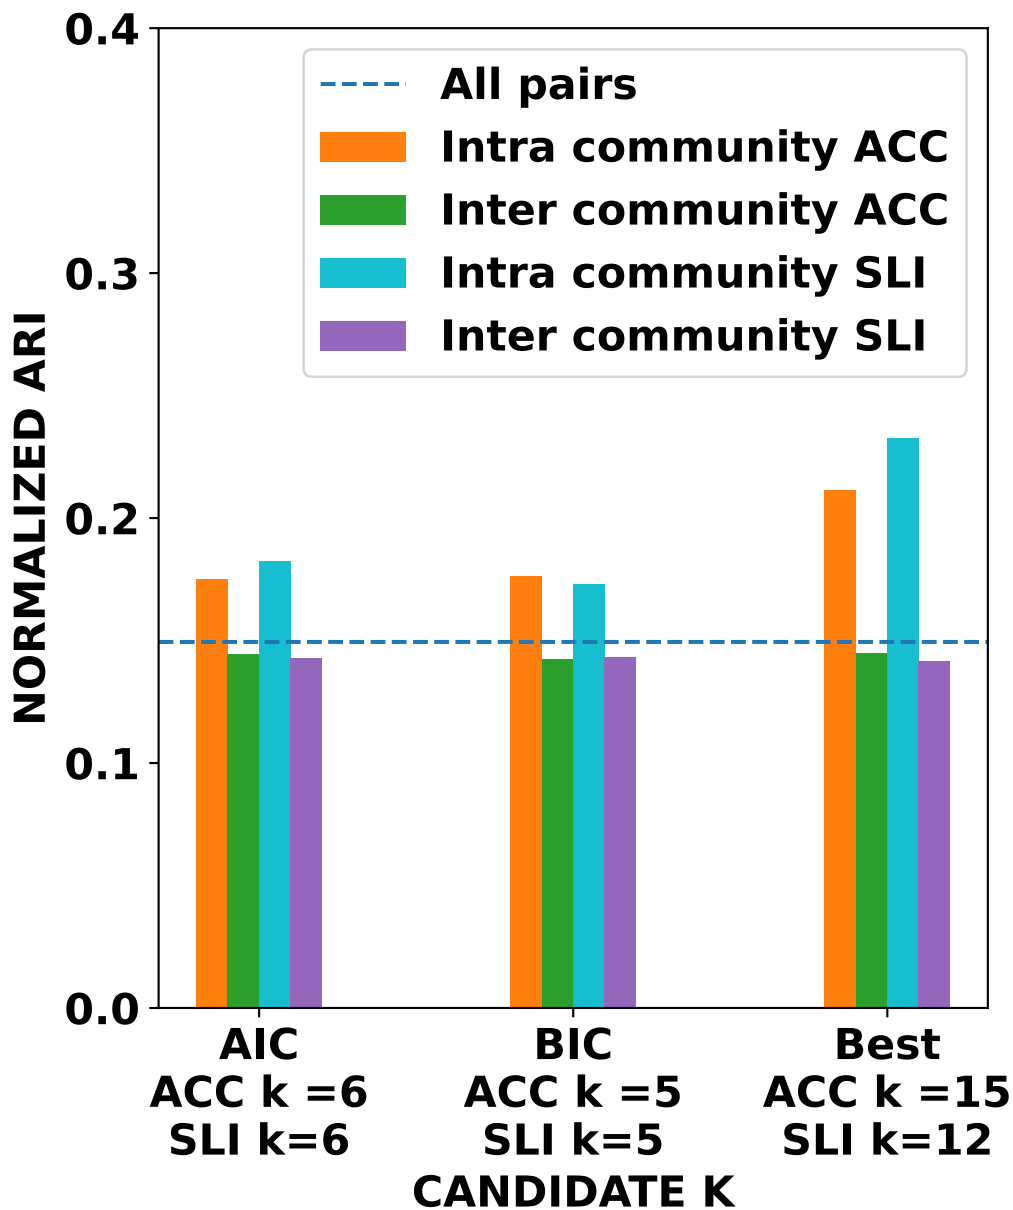 0.4
0.3
0.2
0.1
0.0
NORMALIZED ARI
All pairs
Intra community ACC
Inter community ACC
Intra community SLI
Inter community SLI
AIC
ACC k =6
SLI k=6
BIC
ACC k =5
SLI k=5
Best
ACC k =15
SLI k=12
CANDIDATE K